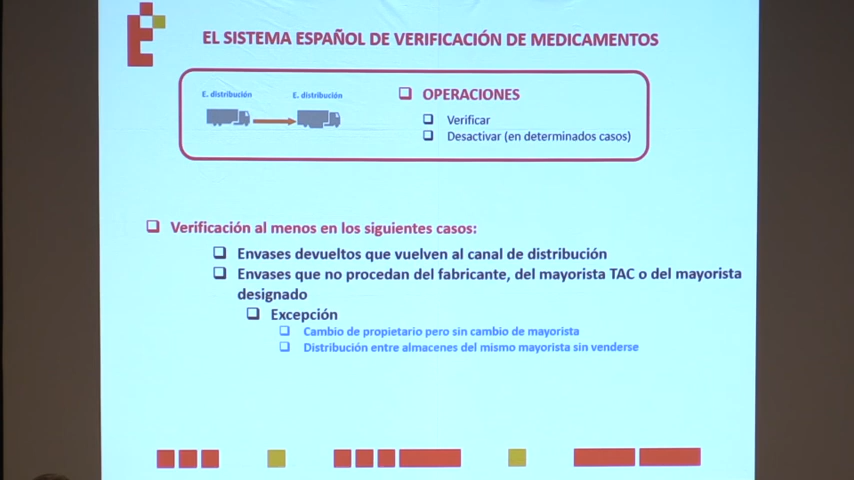 EL SISTEMA ESPAÑOL DE VERIFICACIÓN DE MEDICAMENTOS
E. distribución
E. distribución
OPERACIONES
Verificar
Desactivar (en determinados casos)
Verificación al menos en los siguientes casos:
Envases devueltos que vuelven al canal de distribución
Envases que no procedan del fabricante, del mayorista TAC o del mayorista
designado
Excepción
Cambio de propietario pero sin cambio de mayorista
Distribución entre almacenes del mismo mayorista sin venderse